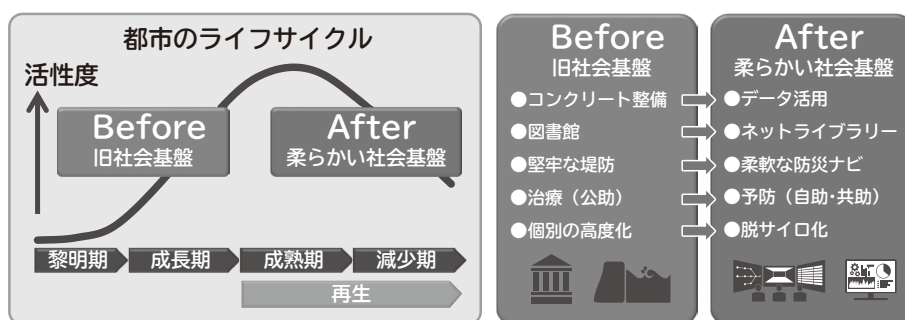 都市のライフサイクル
活性度
Before
旧社会基盤
After
柔らかい社会基盤
黎明期
成長期
成熟期
減少期
再生
Before
旧社会基盤
●コンクリート整備
●図書館
●堅牢な堤防
●治療（公助）
●個別の高度化
After
柔らかい社会基盤
●データ活用
●ネットライブラリー
●柔軟な防災ナビ
●予防（自助・共助）
●脱サイロ化